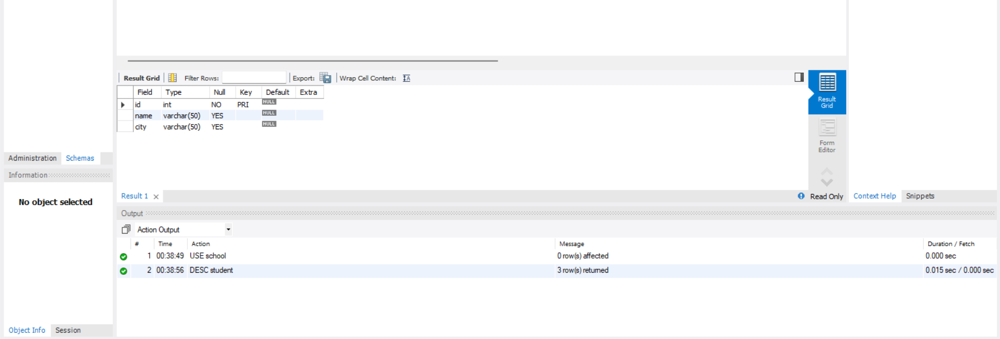 Result Grid Filter Rows: Export: Wrap Cell Content:
Field Type Null Key Default Extra
id int NO PRI NULL
name varchar(50) YES NULL
city varchar(50) YES NULL
Result Grid
Form Editor
Administration Schemas
Information
No object selected
Result 1
Read Only
Context Help Snippets
Output
Action Output
# Time Action Message Duration / Fetch
1 00:38:49 USE school 0 row(s) affected 0.000 sec
2 00:38:56 DESC student 3 row(s) returned 0.015 sec / 0.000 sec
Object Info Session